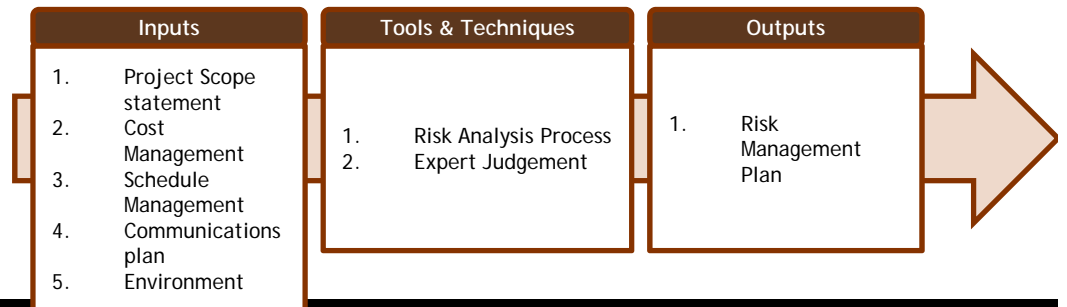 Inputs
1. Project Scope
statement
2. Cost
Management
3. Schedule
Management
4. Communications
plan
5. Environment
Tools & Techniques
1. Risk Analysis Process
2. Expert Judgement
Outputs
1. Risk
Management
Plan